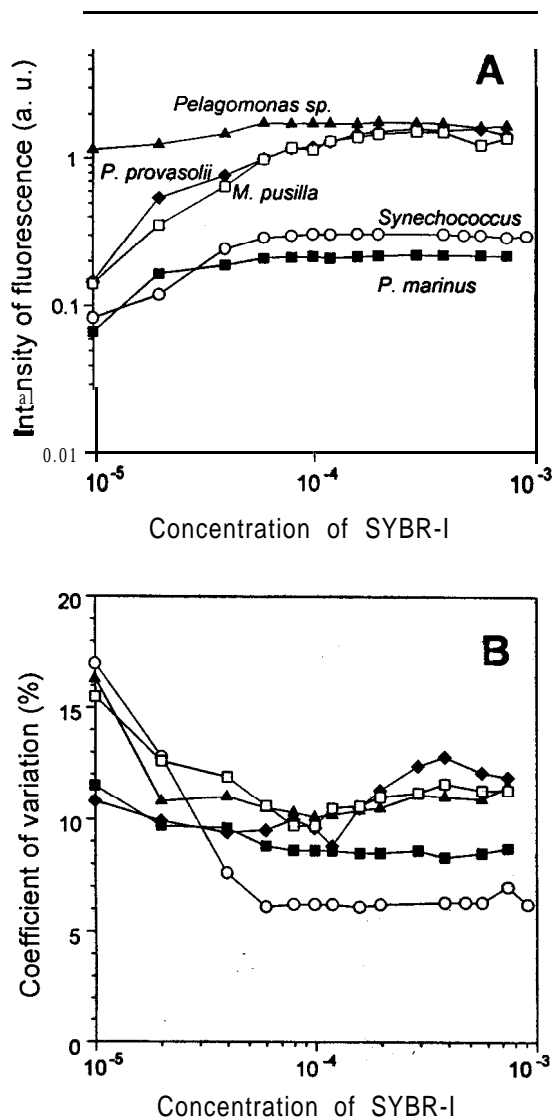 A
Pelagomonas sp.
P. provasolii
M. pusilla
Synechococcus
P. marinus
Intensity of fluorescence (a. u.)
1
0.1
0.01
10-5
10-4
10-3
Concentration of SYBR-I
B
Coefficient of variation (%)
20
15
10
5
0
10-5
10-4
10-3
Concentration of SYBR-I